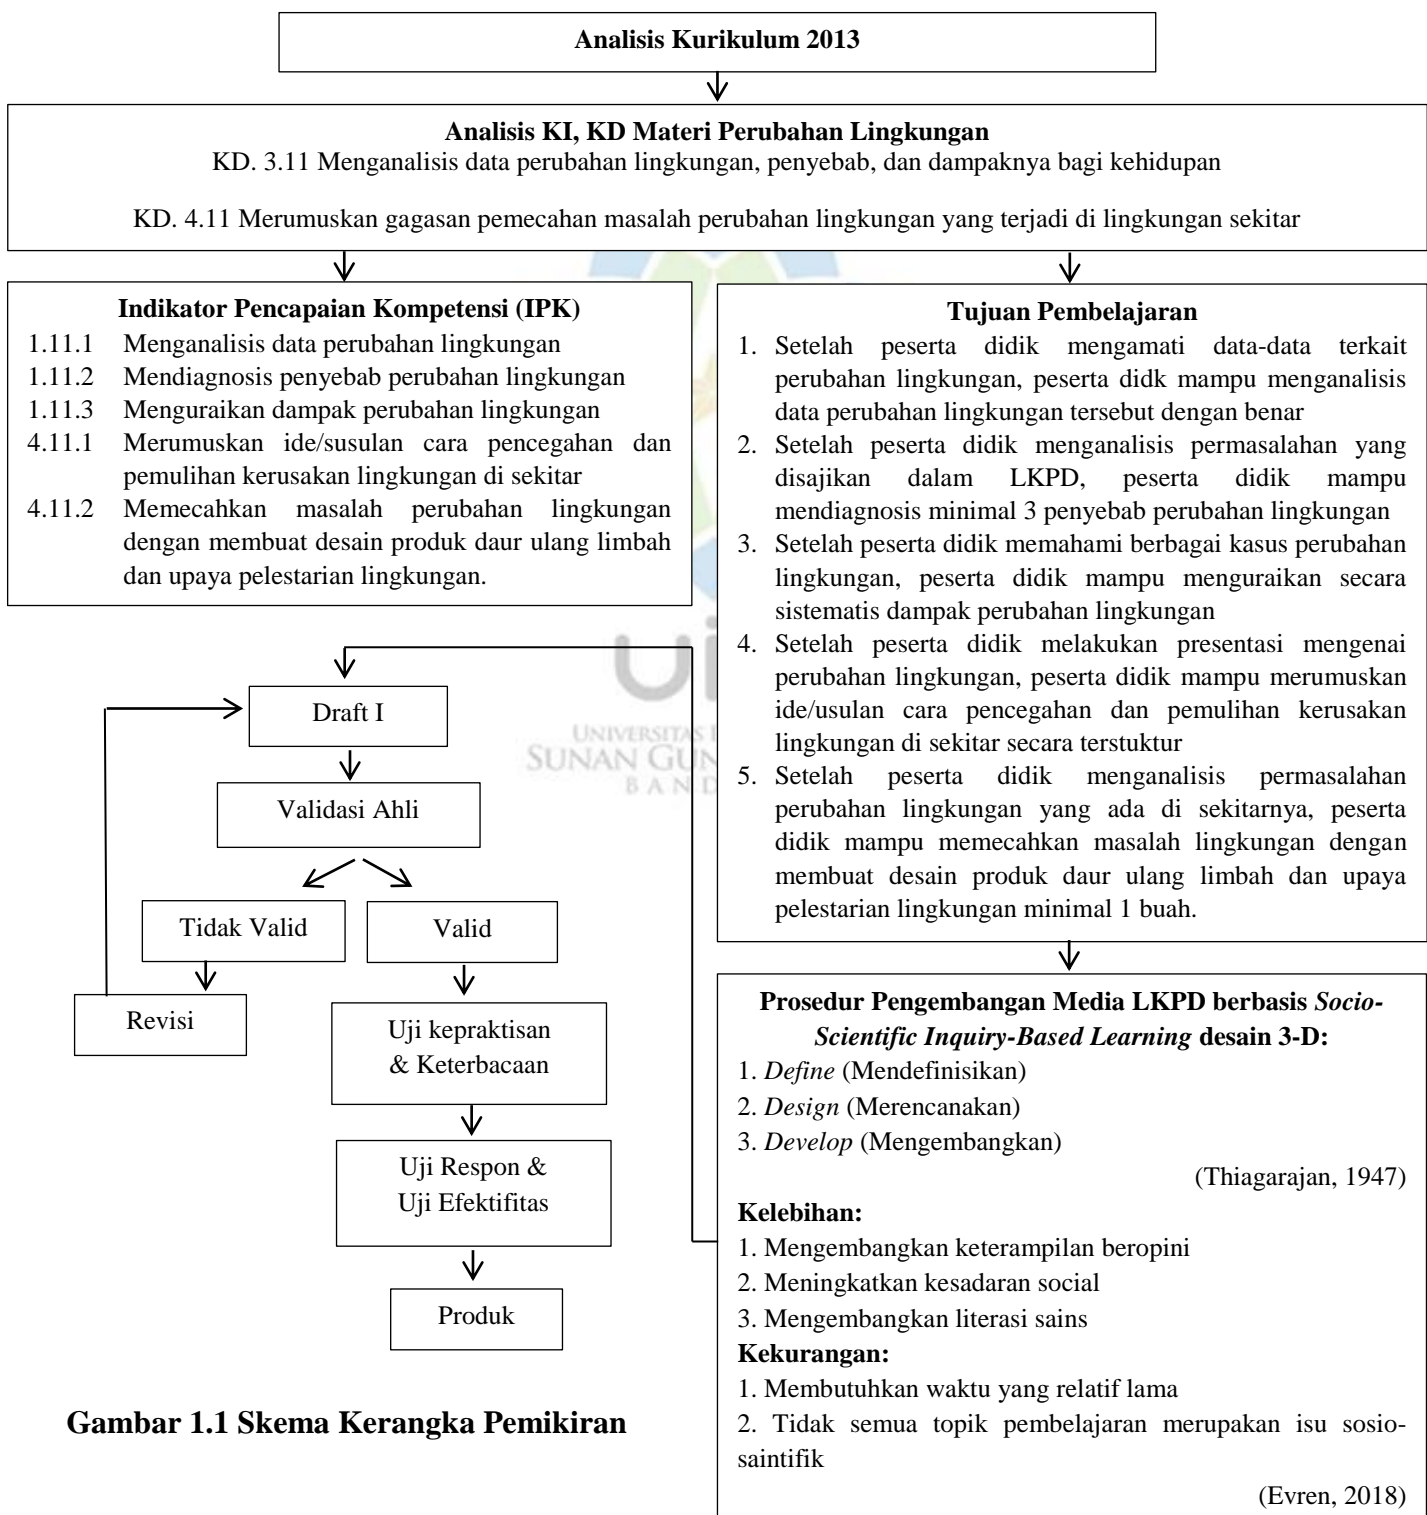 Analisis Kurikulum 2013
Analisis KI, KD Materi Perubahan Lingkungan
KD. 3.11 Menganalisis data perubahan lingkungan, penyebab, dan dampaknya bagi kehidupan
KD. 4.11 Merumuskan gagasan pemecahan masalah perubahan lingkungan yang terjadi di lingkungan sekitar
Indikator Pencapaian Kompetensi (IPK)
1.11.1 Menganalisis data perubahan lingkungan
1.11.2 Mendiagnosis penyebab perubahan lingkungan
1.11.3 Menguraikan dampak perubahan lingkungan
4.11.1 Merumuskan ide/susulan cara pencegahan dan
pemulihan kerusakan lingkungan di sekitar
4.11.2 Memecahkan masalah perubahan lingkungan
dengan membuat desain produk daur ulang limbah
dan upaya pelestarian lingkungan.
Tujuan Pembelajaran
1. Setelah peserta didik mengamati data-data terkait
perubahan lingkungan, peserta didk mampu menganalisis
data perubahan lingkungan tersebut dengan benar
2. Setelah peserta didik menganalisis permasalahan yang
disajikan dalam LKPD, peserta didik mampu
mendiagnosis minimal 3 penyebab perubahan lingkungan
3. Setelah peserta didik memahami berbagai kasus perubahan
lingkungan, peserta didik mampu menguraikan secara
sistematis dampak perubahan lingkungan
4. Setelah peserta didik melakukan presentasi mengenai
perubahan lingkungan, peserta didik mampu merumuskan
ide/usulan cara pencegahan dan pemulihan kerusakan
lingkungan di sekitar secara terstuktur
5. Setelah peserta didik menganalisis permasalahan
perubahan lingkungan yang ada di sekitarnya, peserta
didik mampu memecahkan masalah lingkungan dengan
membuat desain produk daur ulang limbah dan upaya
pelestarian lingkungan minimal 1 buah.
UNIVERSITAS
SUNAN
Draft I
Validasi Ahli
Tidak Valid
Valid
Revisi
Uji kepraktisan
& Keterbacaan
Uji Respon &
Uji Efektifitas
Produk
Prosedur Pengembangan Media LKPD berbasis Socio-
Scientific Inquiry-Based Learning desain 3-D:
1. Define (Mendefinisikan)
2. Design (Merencanakan)
3. Develop (Mengembangkan)
(Thiagarajan, 1947)
Kelebihan:
1. Mengembangkan keterampilan beropini
2. Meningkatkan kesadaran social
3. Mengembangkan literasi sains
Kekurangan:
1. Membutuhkan waktu yang relatif lama
2. Tidak semua topik pembelajaran merupakan isu sosio-
saintifik
(Evren, 2018)
Gambar 1.1 Skema Kerangka Pemikiran